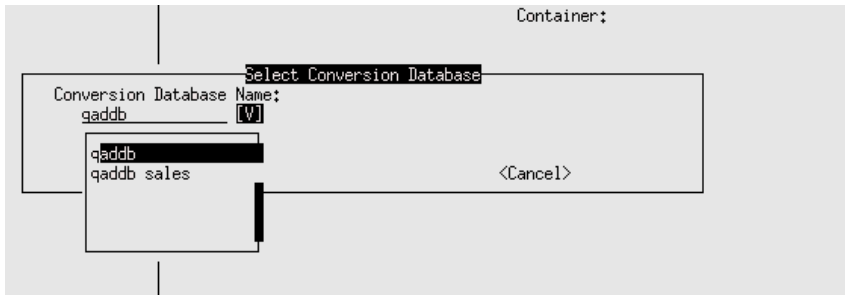 Container:
Select Conversion Database
Conversion Database Name:
qaddb [V]
qaddb
qaddb sales
<Cancel>